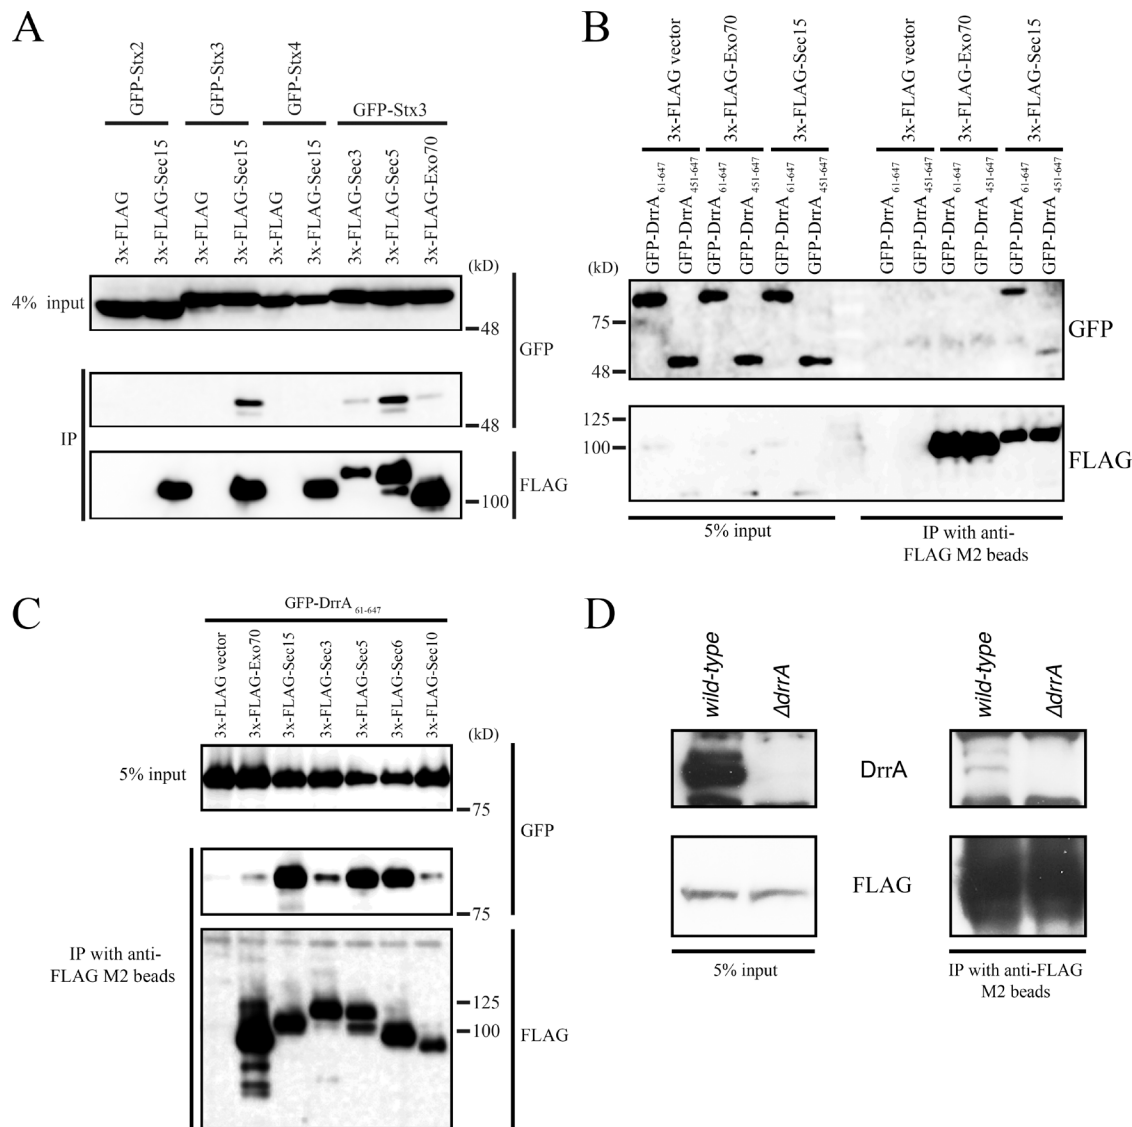 A
GFP-Stx2
GFP-Stx3
GFP-Stx4
GFP-Stx3
3x-FLAG
3x-FLAG-Sec15
3x-FLAG
3x-FLAG-Sec15
3x-FLAG
3x-FLAG-Sec15
3x-FLAG-Sec3
3x-FLAG-Sec5
3x-FLAG-Exo70
(kD)
4% input
48
GFP
48
IP
100
FLAG
B
3x-FLAG vector
3x-FLAG-Exo70
3x-FLAG-Sec15
3x-FLAG vector
3x-FLAG-Exo70
3x-FLAG-Sec15
GFP-DrrA 61-647
GFP-DrrA 451-647
GFP-DrrA 61-647
GFP-DrrA 451-647
GFP-DrrA 61-647
GFP-DrrA 451-647
GFP-DrrA 61-647
GFP-DrrA 451-647
GFP-DrrA 61-647
GFP-DrrA 451-647
GFP-DrrA 61-647
GFP-DrrA 451-647
(kD)
75
48
GFP
125
100
FLAG
5% input
IP with anti-
FLAG M2 beads
C
GFP-DrrA 61-647
3x-FLAG vector
3x-FLAG-Exo70
3x-FLAG-Sec15
3x-FLAG-Sec3
3x-FLAG-Sec5
3x-FLAG-Sec6
3x-FLAG-Sec10
(kD)
5% input
75
GFP
75
IP with anti-
FLAG M2 beads
125
100
FLAG
D
wild-type
ΔdrrA
wild-type
ΔdrrA
DrrA
FLAG
5% input
IP with anti-FLAG
M2 beads